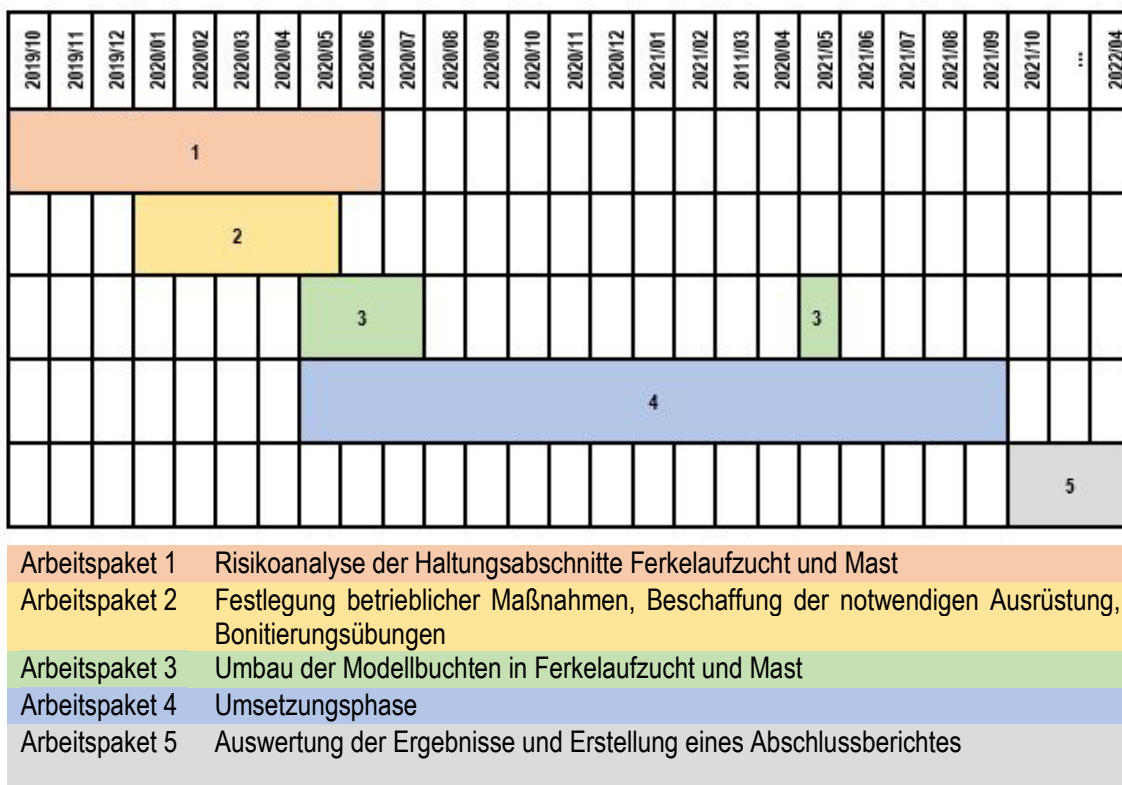 2019/10 2019/11 2019/12 2020/01 2020/02 2020/03 2020/04 2020/05 2020/06 2020/07 2020/08 2020/09 2020/10 2020/11 2020/12 2021/01 2021/02 2011/03 2020/04 2021/05 2021/06 2021/07 2021/08 2021/09 2021/10 ... 2022/04
1
2
3 3
4
5
Arbeitspaket 1 Risikoanalyse der Haltungsabschnitte Ferkelaufzucht und Mast
Arbeitspaket 2 Festlegung betrieblicher Maßnahmen, Beschaffung der notwendigen Ausrüstung,
Bonitierungsübungen
Arbeitspaket 3 Umbau der Modellbuchten in Ferkelaufzucht und Mast
Arbeitspaket 4 Umsetzungsphase
Arbeitspaket 5 Auswertung der Ergebnisse und Erstellung eines Abschlussberichtes